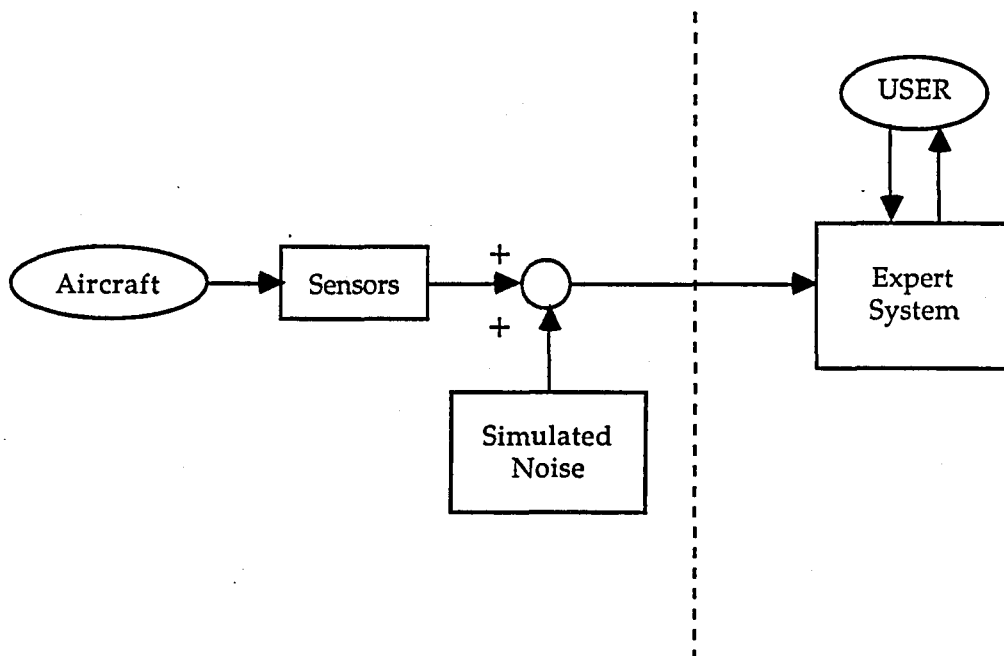 USER
Aircraft
Sensors
+
+
Expert
System
Simulated
Noise